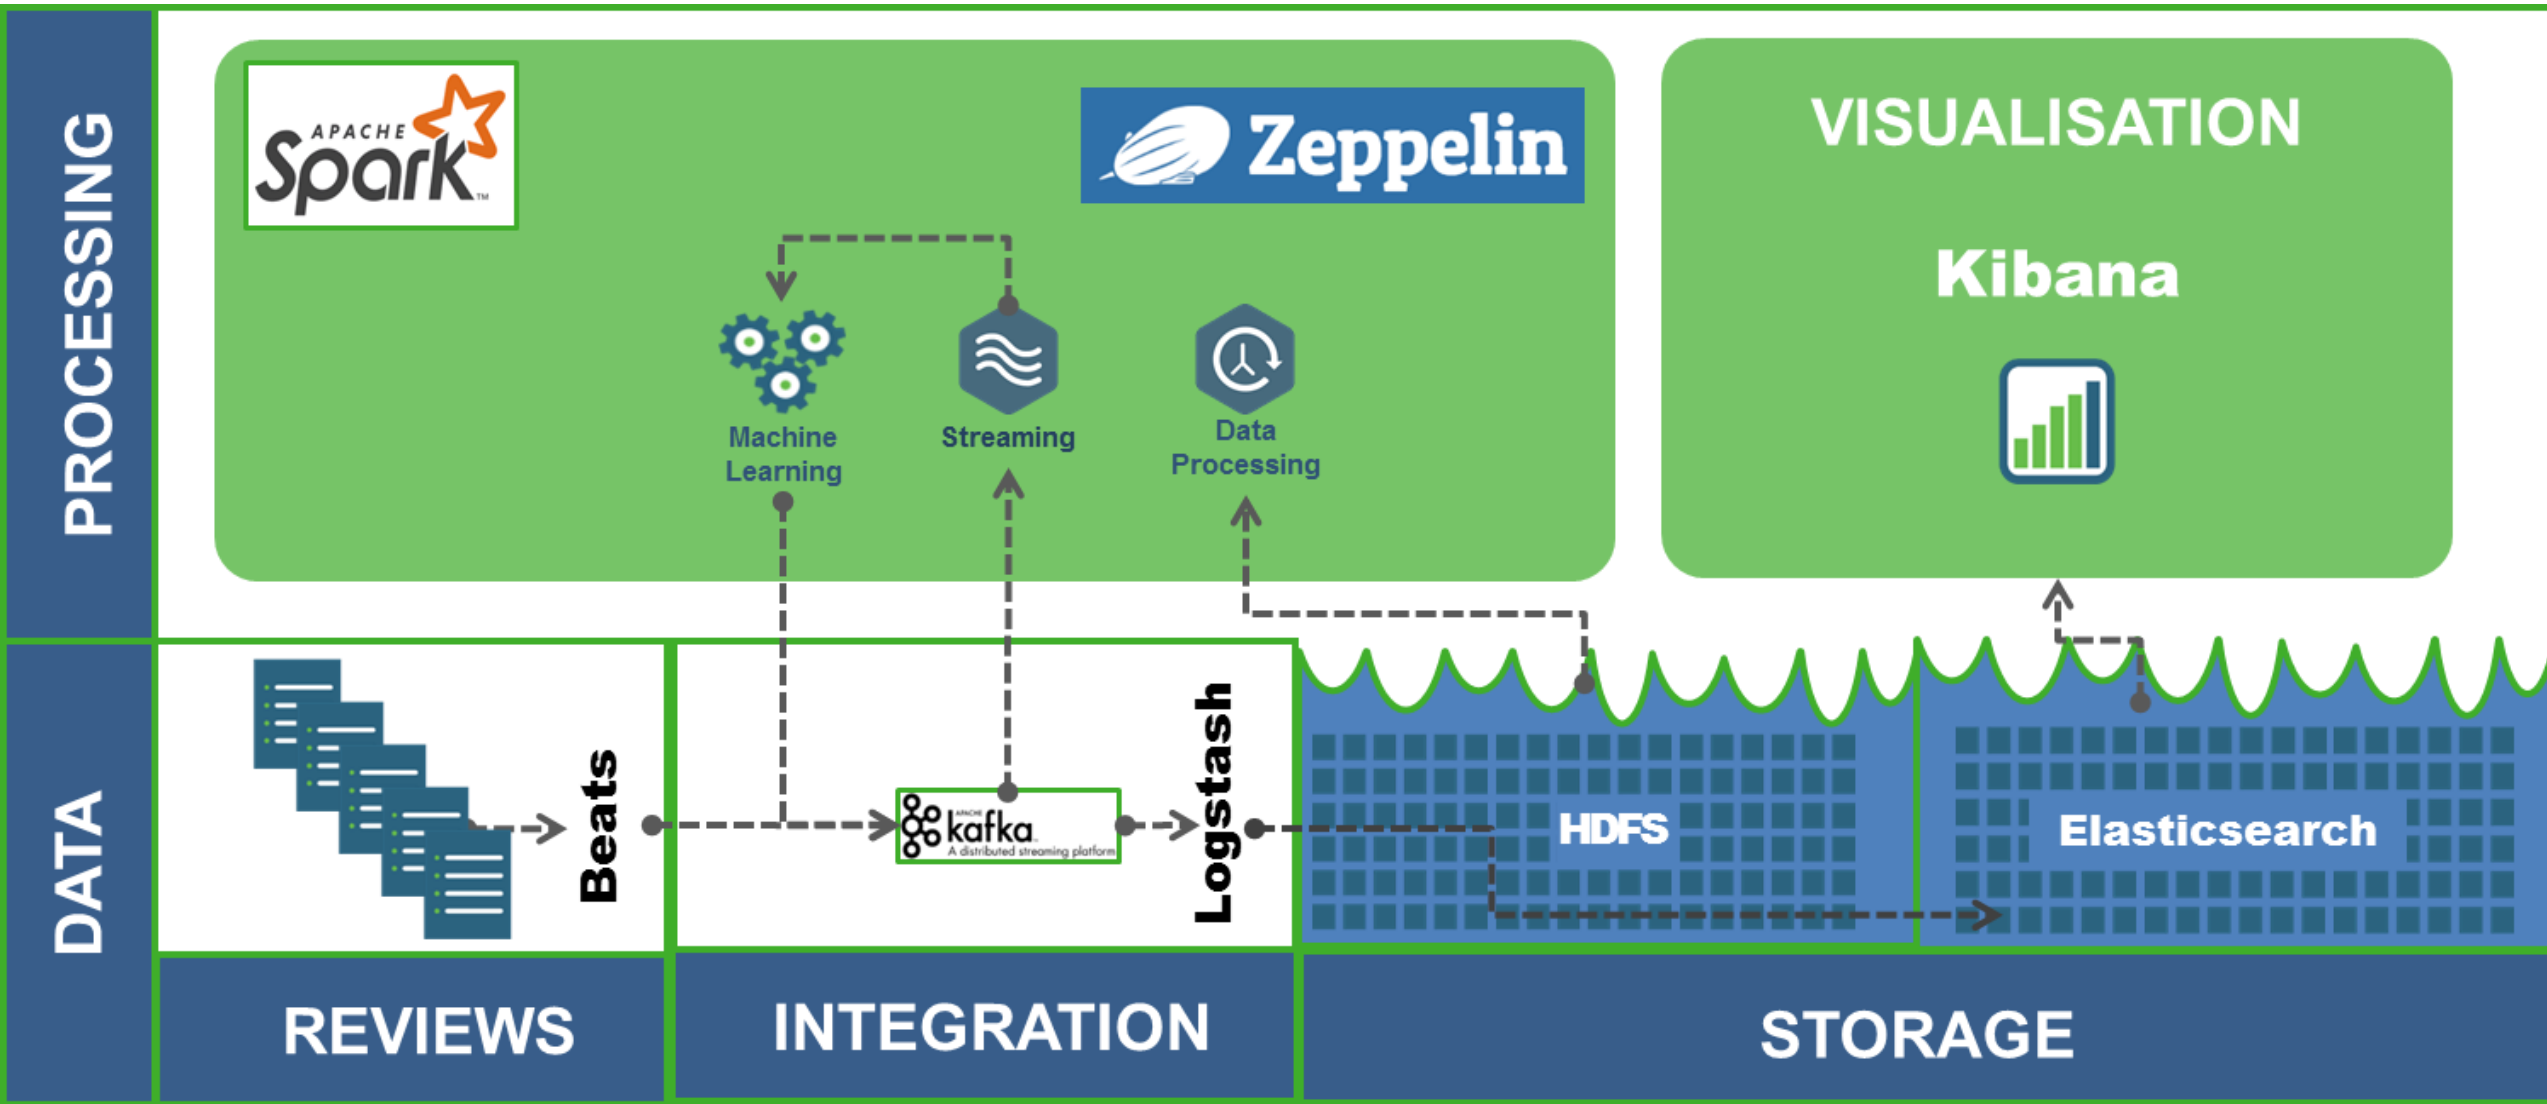 PROCESSING
APACHE
Spark™
Zeppelin
VISUALISATION
Kibana
Machine
Learning
Streaming
Data
Processing
DATA
Beats
APACHE
kafka
A distributed streaming platform
Logstash
HDFS
Elasticsearch
REVIEWS
INTEGRATION
STORAGE